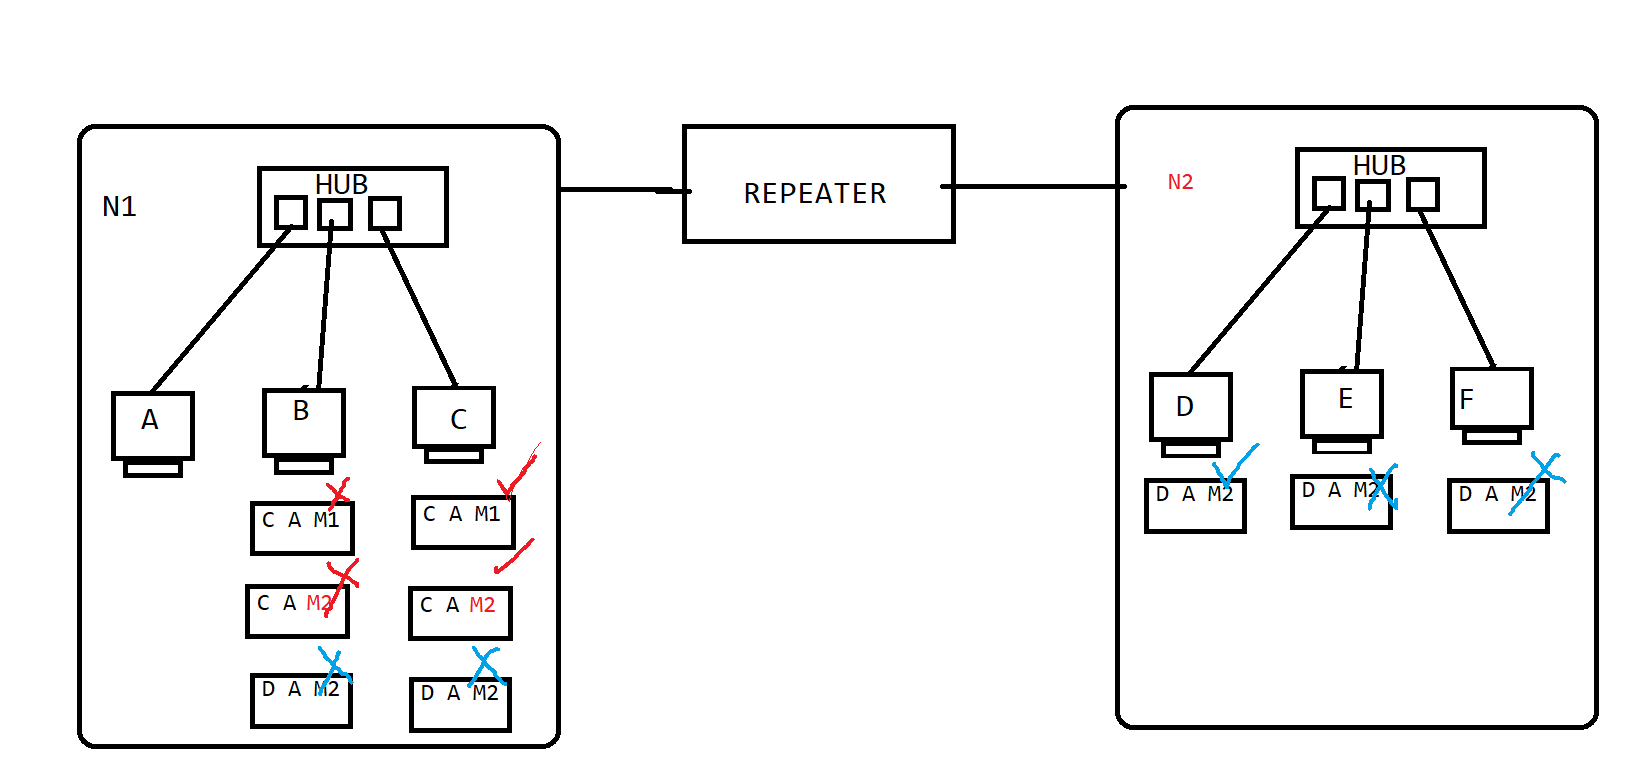 HUB
N1
A
B
C
C A M1
C A M1
C A M2
C A M2
D A M2
D A M2
REPEATER
HUB
N2
D
E
F
D A M2
D A M2
D A M2